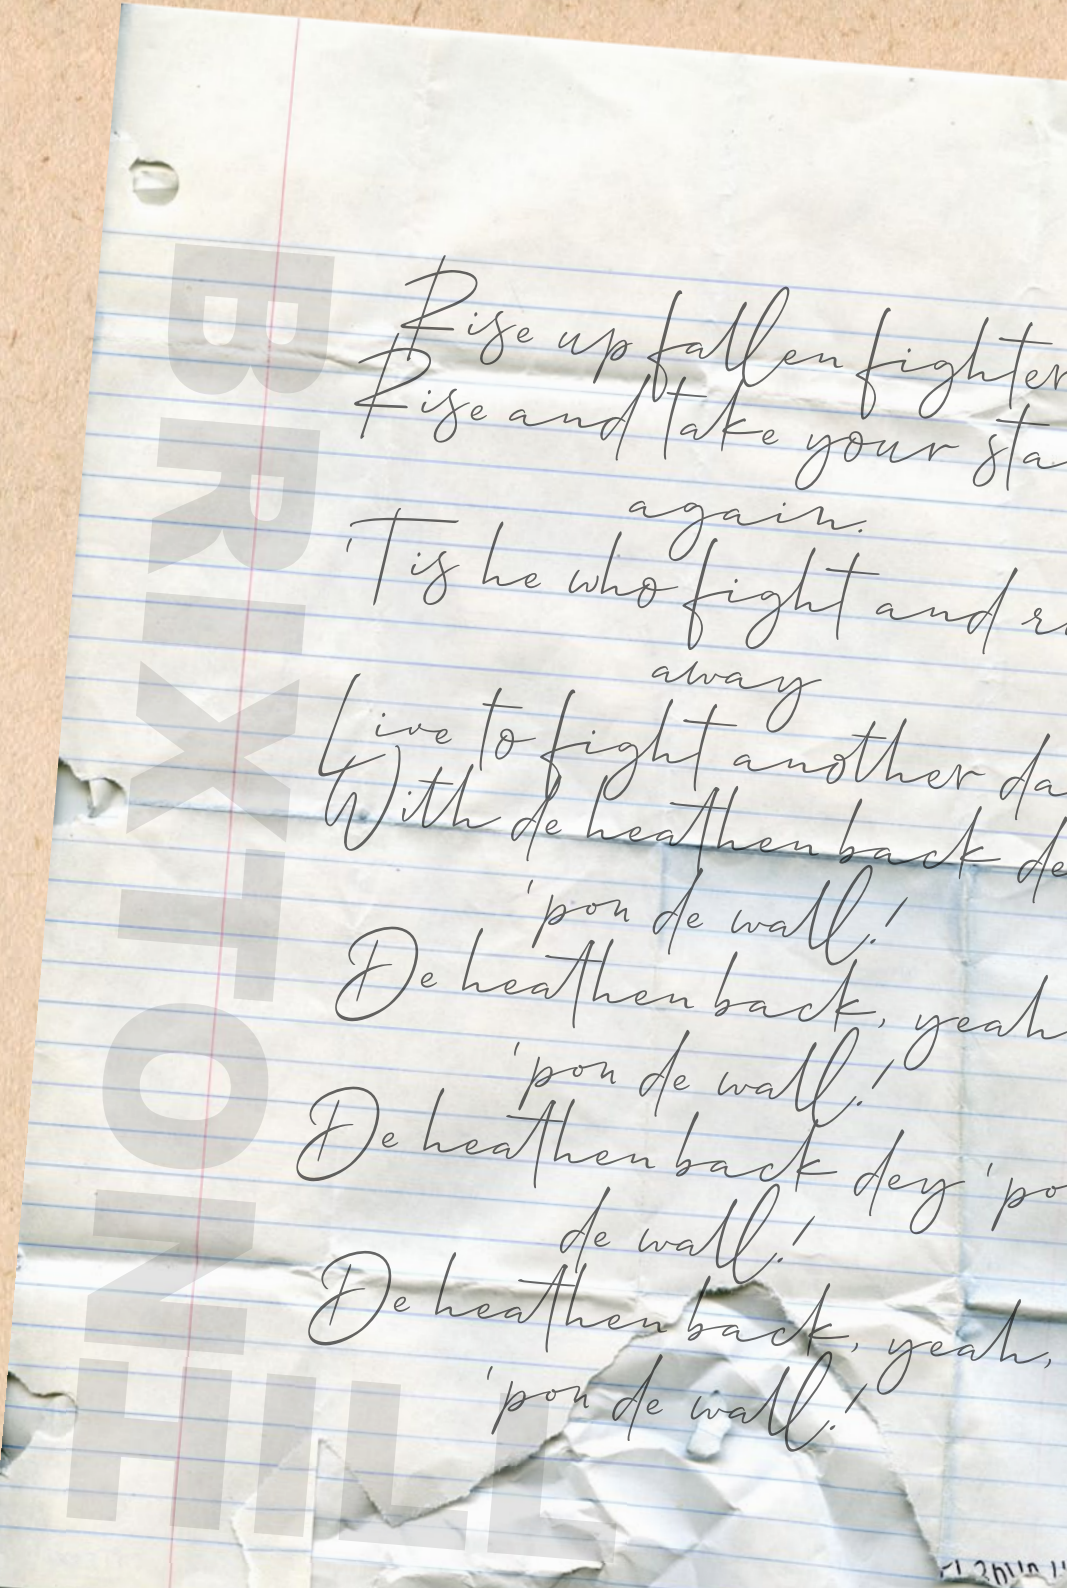 Rise up fallen fighter
Rise and take your sta
again.
'Tis he who fight and r
away
Live to fight another da
With de heathen back de
'pon de wall!
De heathen back, yeah
'pon de wall!
De heathen back dey 'po
de wall!
De heathen back, yeah,
'pon de wall!
BRIXTON